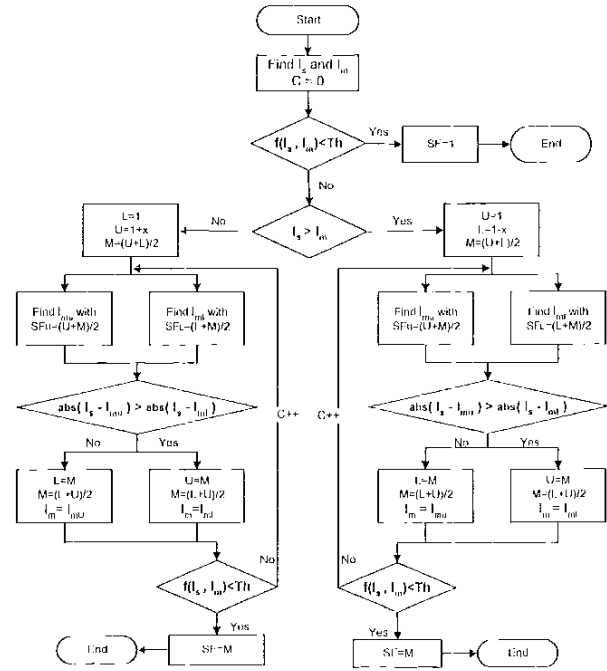 Start
Find I_s and I_m
C = 0
f(I_s , I_m)<Th
Yes
SF=1
End
No
I_s > I_m
No
Yes
L=1
U=1+x
M=(U+L)/2
U=1
L=1-x
M=(U+L)/2
Find I_mu with
SF_U=(U+M)/2
Find I_ml with
SF_L=(L+M)/2
Find I_mu with
SF_U=(U+M)/2
Find I_ml with
SF_L=(L+M)/2
abs( I_s - I_mu ) > abs( I_s - I_ml )
C++
C++
abs( I_s - I_mu ) > abs( I_s - I_ml )
No
Yes
No
Yes
L=M
M=(L+U)/2
I_m = I_mu
U=M
M=(L+U)/2
I_m = I_ml
L=M
M=(L+U)/2
I_m = I_mu
U=M
M=(L+U)/2
I_m = I_ml
No
No
f(I_s , I_m)<Th
f(I_s , I_m)<Th
Yes
Yes
End
SF=M
SF=M
End